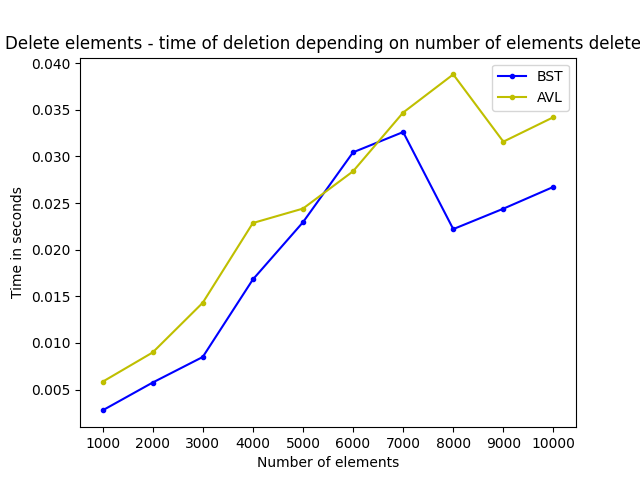 Delete elements - time of deletion depending on number of elements delete
0.040
0.035
0.030
0.025
0.020
0.015
0.010
0.005
Time in seconds
BST
AVL
1000 2000 3000 4000 5000 6000 7000 8000 9000 10000
Number of elements